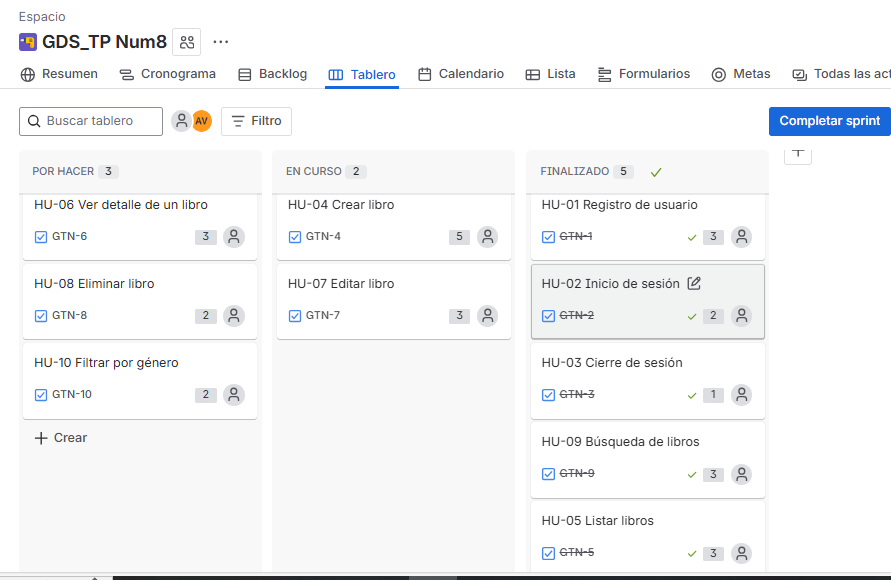 Espacio
GDS_TP Num8
Resumen
Cronograma
Backlog
Tablero
Calendario
Lista
Formularios
Metas
Todas las act
Buscar tablero
AV
Filtro
Completar sprint
POR HACER 3
HU-06 Ver detalle de un libro
GTN-6 3
HU-08 Eliminar libro
GTN-8 2
HU-10 Filtrar por género
GTN-10 2
Crear
EN CURSO 2
HU-04 Crear libro
GTN-4 5
HU-07 Editar libro
GTN-7 3
FINALIZADO 5
HU-01 Registro de usuario
GTN-1 3
HU-02 Inicio de sesión
GTN-2 2
HU-03 Cierre de sesión
GTN-3 1
HU-09 Búsqueda de libros
GTN-9 3
HU-05 Listar libros
GTN-5 3